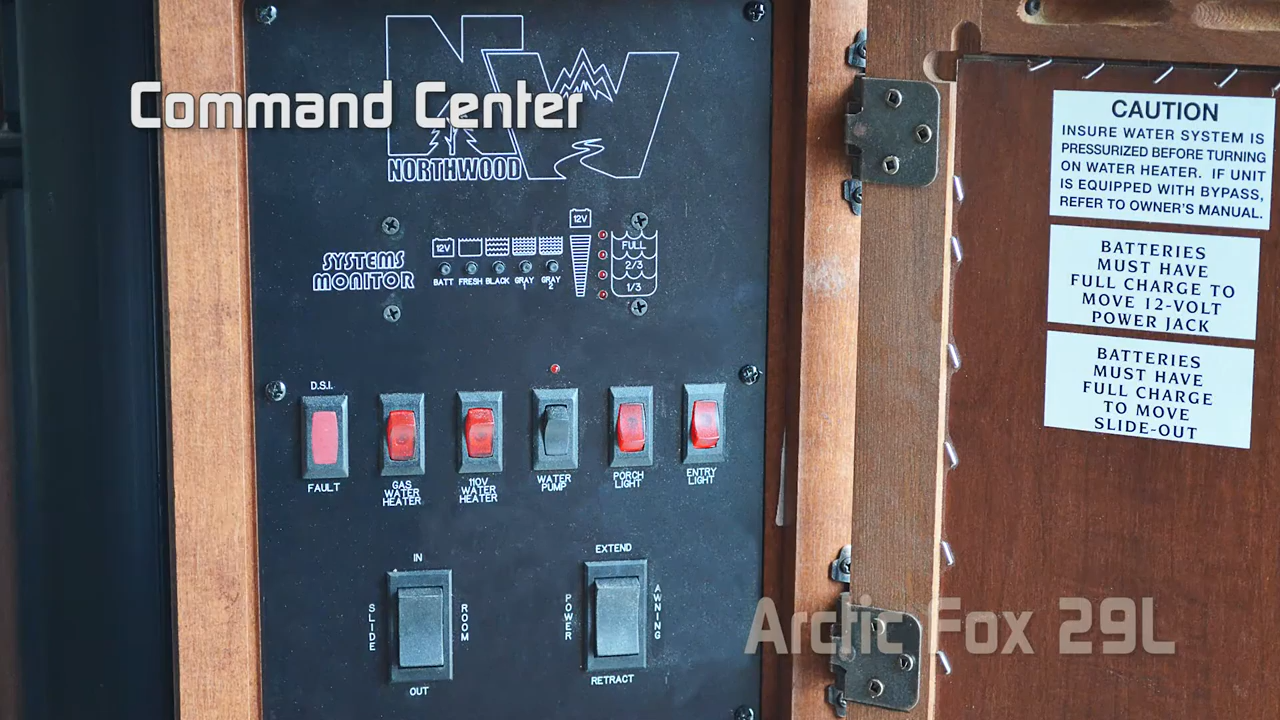 Command Center
NORTHWOOD
SYSTEMS
MONITOR
12V
BATT FRESH BLACK GRAY 1 GRAY 2
12V
FULL
2/3
1/3
D.S.I.
FAULT
GAS
WATER
HEATER
110V
WATER
HEATER
WATER
PUMP
PORCH
LIGHT
ENTRY
LIGHT
IN
SLIDE
ROOM
OUT
EXTEND
POWER
AWNING
RETRACT
CAUTION
INSURE WATER SYSTEM IS
PRESSURIZED BEFORE TURNING
ON WATER HEATER. IF UNIT
IS EQUIPPED WITH BYPASS,
REFER TO OWNER'S MANUAL.
BATTERIES
MUST HAVE
FULL CHARGE TO
MOVE 12-VOLT
POWER JACK
BATTERIES
MUST HAVE
FULL CHARGE
TO MOVE
SLIDE-OUT
Arctic Fox 29L